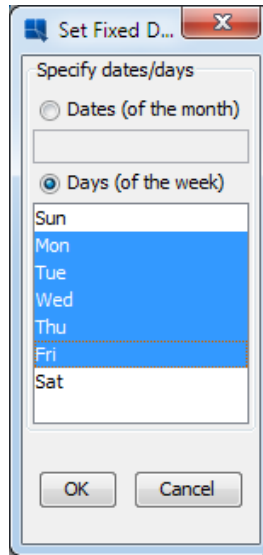 Set Fixed D...
Specify dates/days
Dates (of the month)
Days (of the week)
Sun
Mon
Tue
Wed
Thu
Fri
Sat
OK Cancel